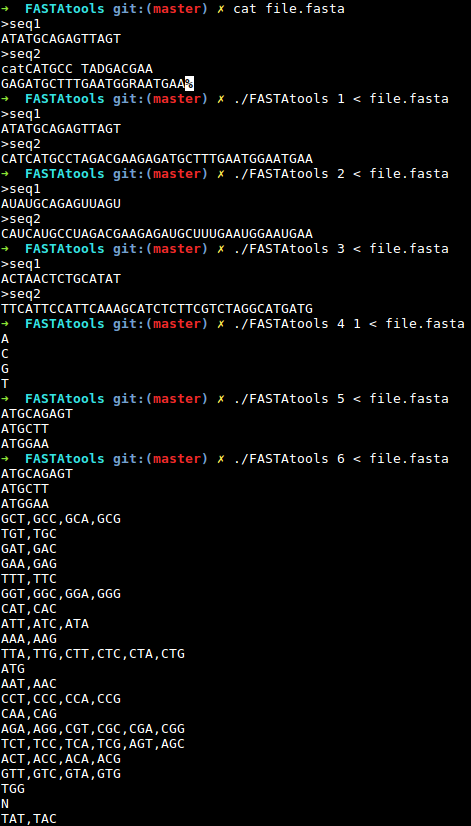 ➜  FASTAtools git:(master) ✗ cat file.fasta
>seq1
ATATGCAGAGTTAGT
>seq2
catCATGCC TADGACGAA
GAGATGCTTTGAATGGRAATGAA%
➜  FASTAtools git:(master) ✗ ./FASTAtools 1 < file.fasta
>seq1
ATATGCAGAGTTAGT
>seq2
CATCATGCCTAGACGAAGAGATGCTTTGAATGGAATGAA
➜  FASTAtools git:(master) ✗ ./FASTAtools 2 < file.fasta
>seq1
AUAUGCAGAGUUAGU
>seq2
CAUCAUGCCUAGACGAAGAGAUGCUUUGAAUGGAAUGAA
➜  FASTAtools git:(master) ✗ ./FASTAtools 3 < file.fasta
>seq1
ACTAACTCTGCATAT
>seq2
TTCATTCCATTCAAAGCATCTCTTCGTCTAGGCATGATG
➜  FASTAtools git:(master) ✗ ./FASTAtools 4 1 < file.fasta
A
C
G
T
➜  FASTAtools git:(master) ✗ ./FASTAtools 5 < file.fasta
ATGCAGAGT
ATGCTT
ATGGAA
➜  FASTAtools git:(master) ✗ ./FASTAtools 6 < file.fasta
ATGCAGAGT
ATGCTT
ATGGAA
GCT,GCC,GCA,GCG
TGT,TGC
GAT,GAC
GAA,GAG
TTT,TTC
GGT,GGC,GGA,GGG
CAT,CAC
ATT,ATC,ATA
AAA,AAG
TTA,TTG,CTT,CTC,CTA,CTG
ATG
AAT,AAC
CCT,CCC,CCA,CCG
CAA,CAG
AGA,AGG,CGT,CGC,CGA,CGG
TCT,TCC,TCA,TCG,AGT,AGC
ACT,ACC,ACA,ACG
GTT,GTC,GTA,GTG
TGG
N
TAT,TAC